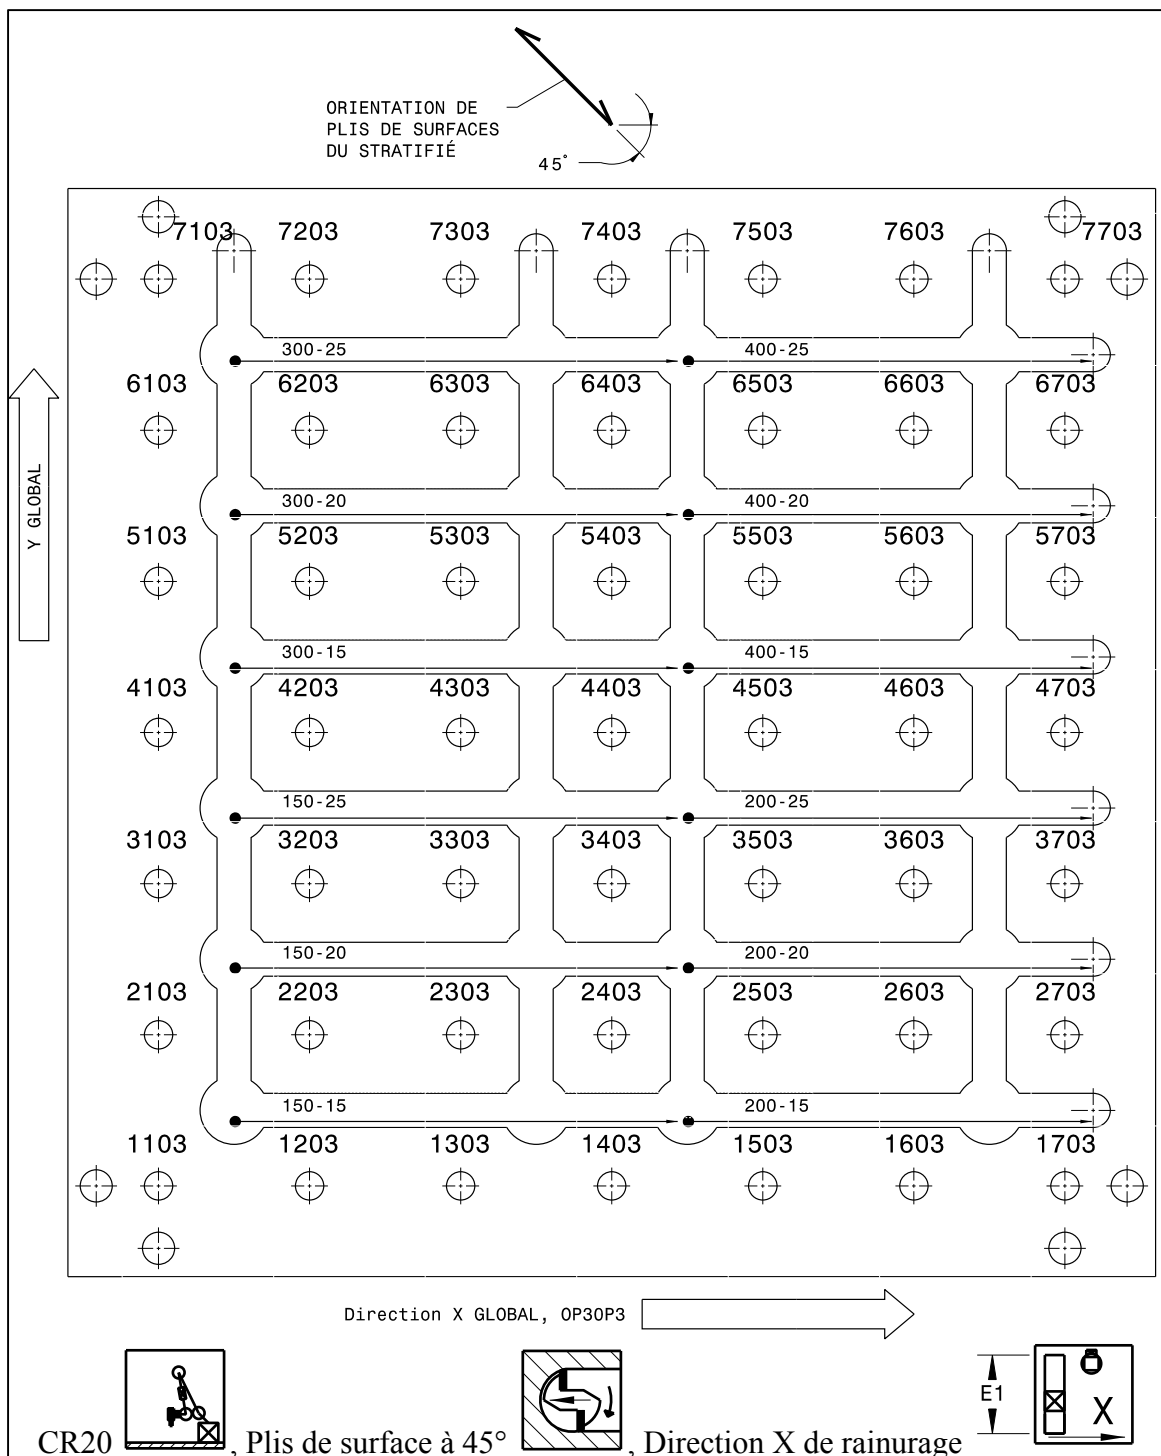 ORIENTATION DE
PLIS DE SURFACES
DU STRATIFIÉ
45°
7103 7203 7303 7403 7503 7603 7703
300-25 400-25
6103 6203 6303 6403 6503 6603 6703
Y GLOBAL
300-20 400-20
5103 5203 5303 5403 5503 5603 5703
300-15 400-15
4103 4203 4303 4403 4503 4603 4703
150-25 200-25
3103 3203 3303 3403 3503 3603 3703
150-20 200-20
2103 2203 2303 2403 2503 2603 2703
150-15 200-15
1103 1203 1303 1403 1503 1603 1703
Direction X GLOBAL, OP30P3
E1
X
CR20 , Plis de surface à 45° , Direction X de rainurage